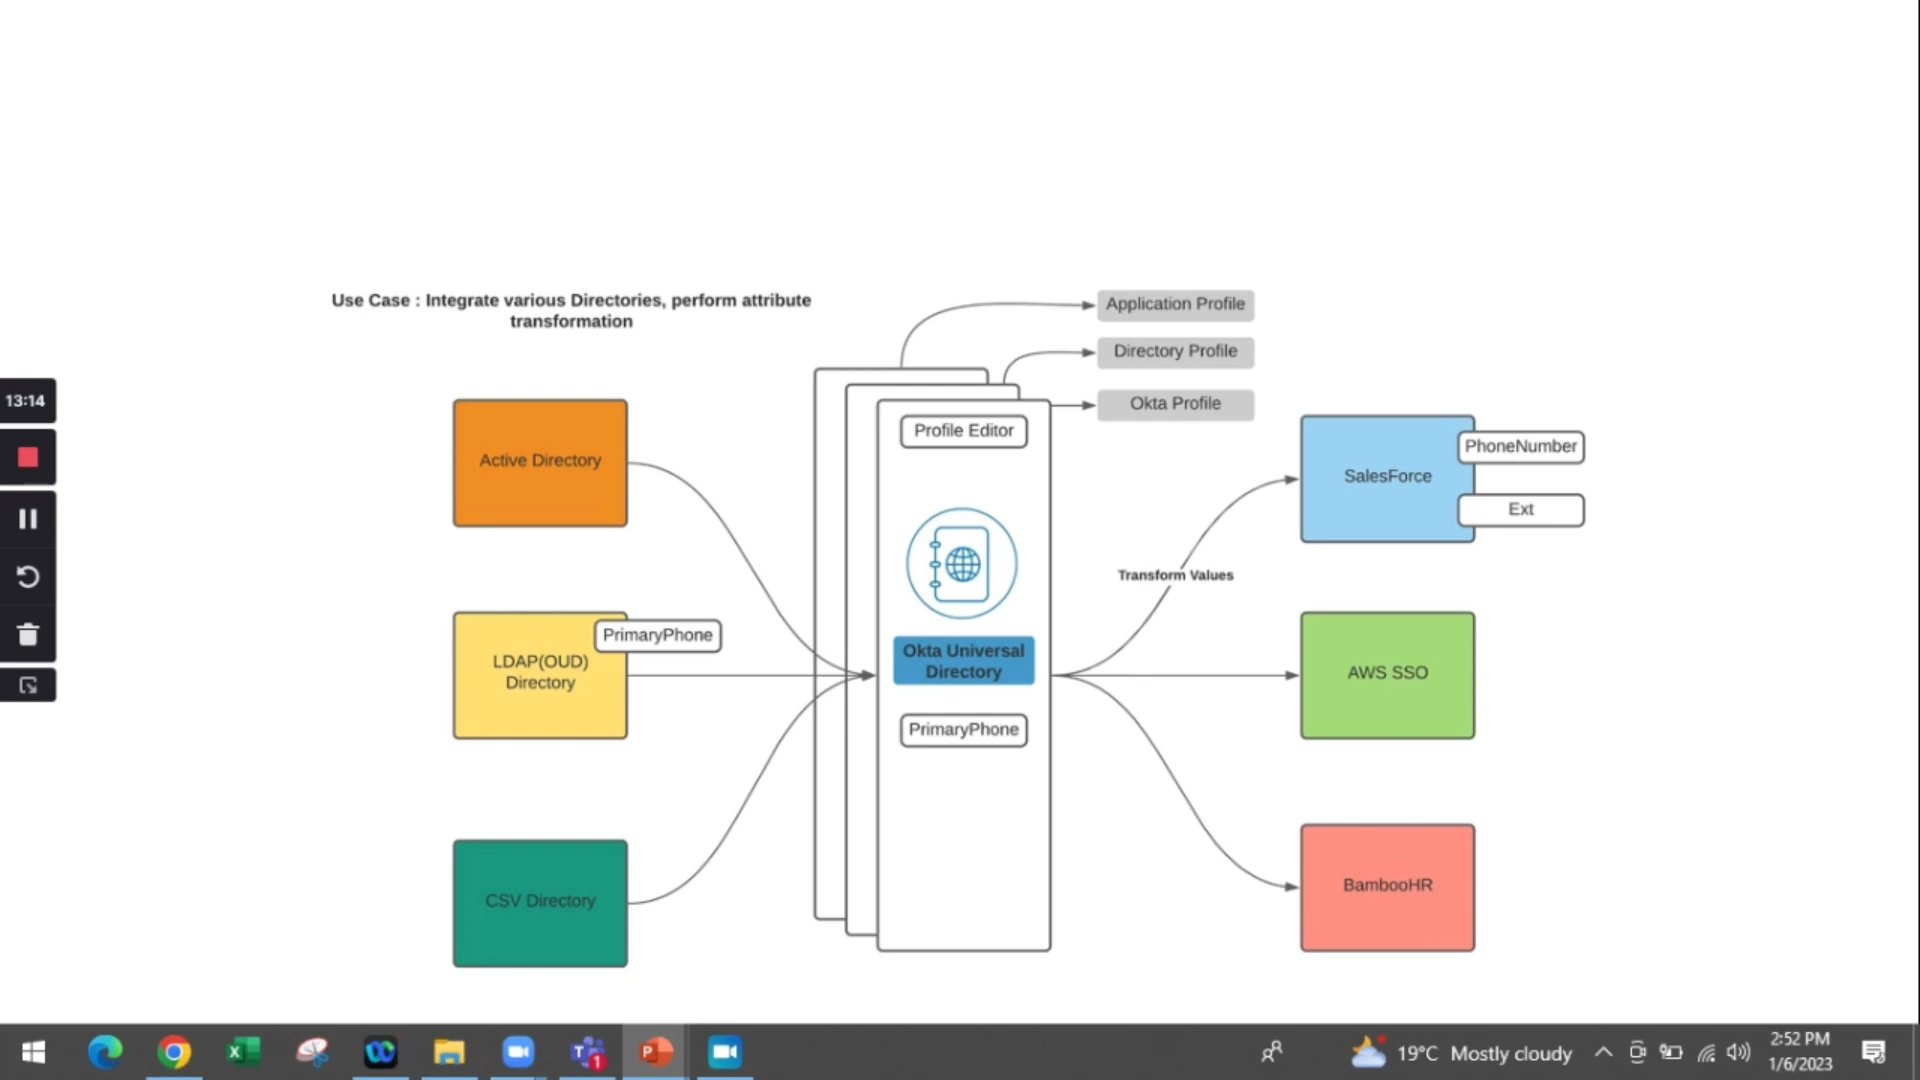 Use Case : Integrate various Directories, perform attribute
transformation
Application Profile
Directory Profile
Okta Profile
Profile Editor
13:14
Active Directory
PhoneNumber
SalesForce
Ext
Transform Values
PrimaryPhone
LDAP(OUD)
Directory
Okta Universal
Directory
AWS SSO
PrimaryPhone
CSV Directory
BambooHR
1
19°C Mostly cloudy
2:52 PM
1/6/2023